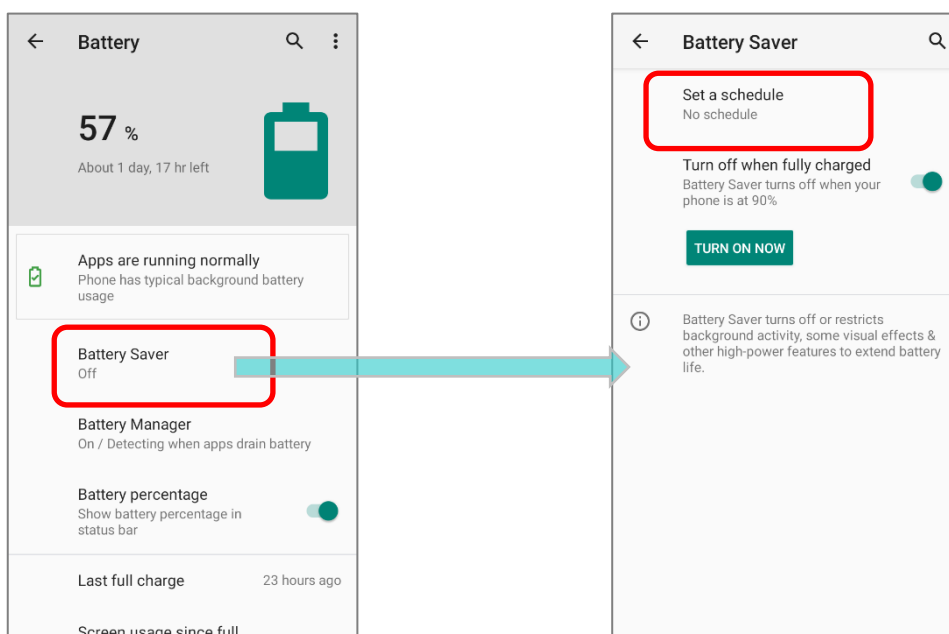 Battery
57 %
About 1 day, 17 hr left
Apps are running normally
Phone has typical background battery
usage
Battery Saver
Off
Battery Manager
On / Detecting when apps drain battery
Battery percentage
Show battery percentage in
status bar
Last full charge 23 hours ago
Screen usage since full
Battery Saver
Set a schedule
No schedule
Turn off when fully charged
Battery Saver turns off when your
phone is at 90%
TURN ON NOW
Battery Saver turns off or restricts
background activity, some visual effects &
other high-power features to extend battery
life.